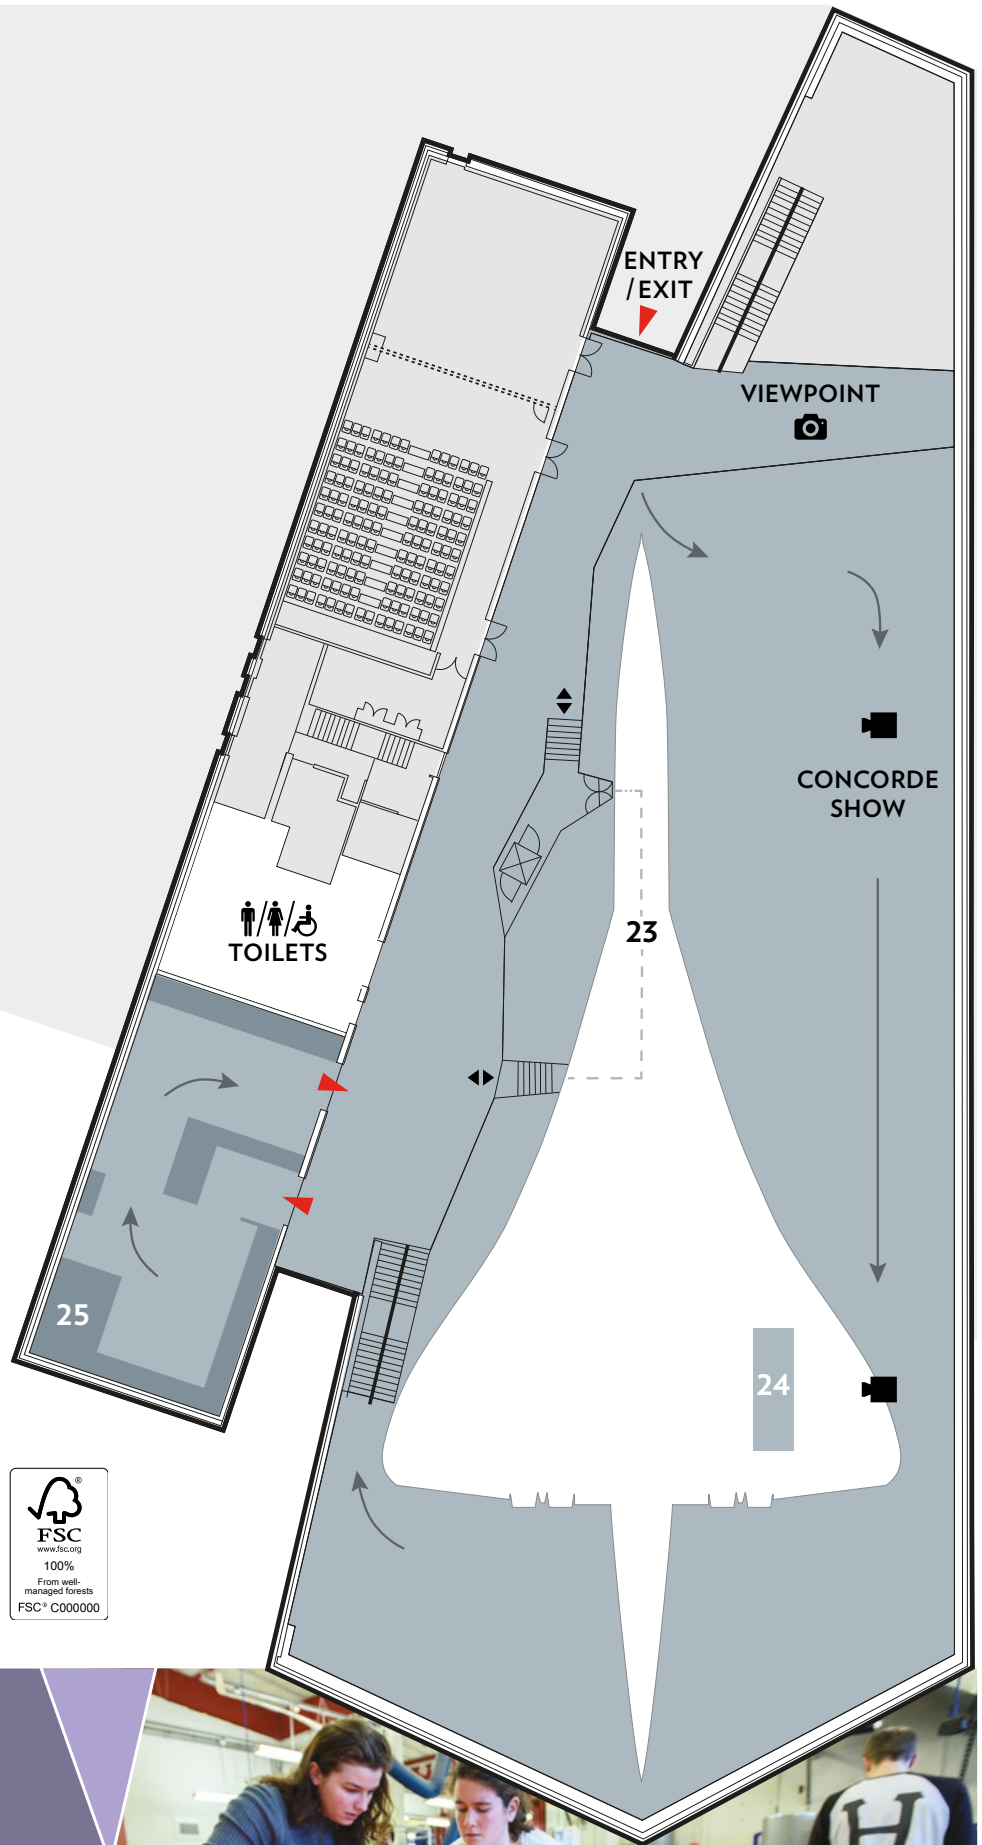 ENTRY
/ EXIT
VIEWPOINT
CONCORDE
SHOW
23
TOILETS
25
24
®
FSC
www.fsc.org
100%
From well-
managed forests
FSC® C000000
H